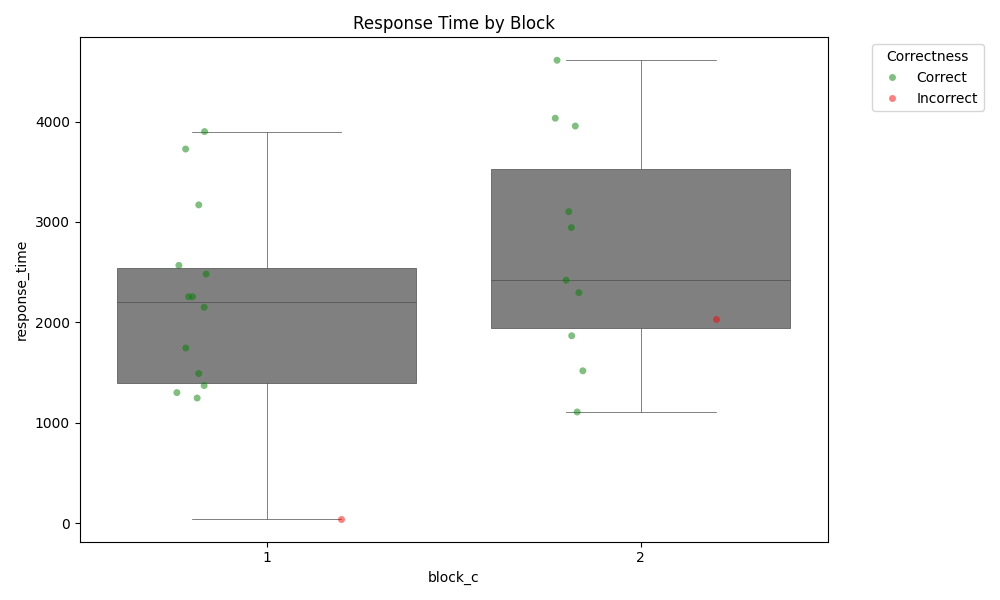 Response Time by Block
Correctness
Correct
Incorrect
response_time
4000
3000
2000
1000
0
1
2
block_c